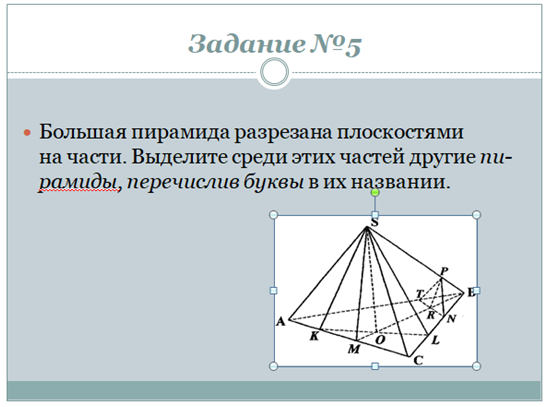 Задание №5
Большая пирамида разрезана плоскостями
на части. Выделите среди этих частей другие пи-
рамиды, перечислив буквы в их названии.
S
P
T
B
A
R
N
K
O
L
M
C